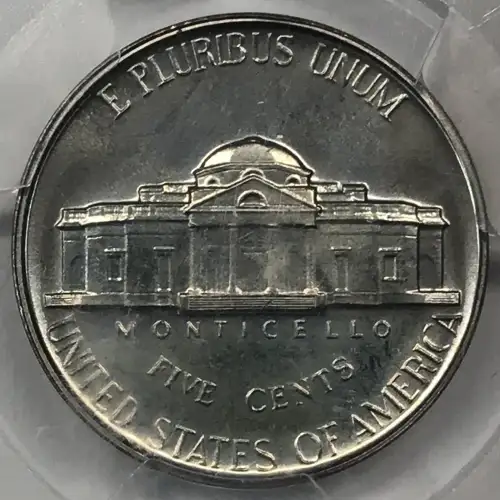 E PLURIBUS UNUM
MONTICELLO
FIVE CENTS
UNITED STATES OF AMERICA